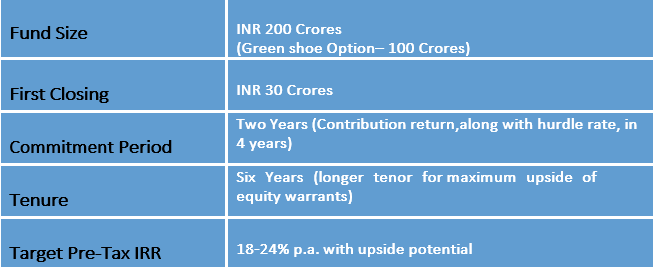 Fund Size
INR 200 Crores
(Green shoe Option– 100 Crores)
First Closing
INR 30 Crores
Commitment Period
Two Years (Contribution return,along with hurdle rate, in
4 years)
Tenure
Six Years (longer tenor for maximum upside of
equity warrants)
Target Pre-Tax IRR
18-24% p.a. with upside potential